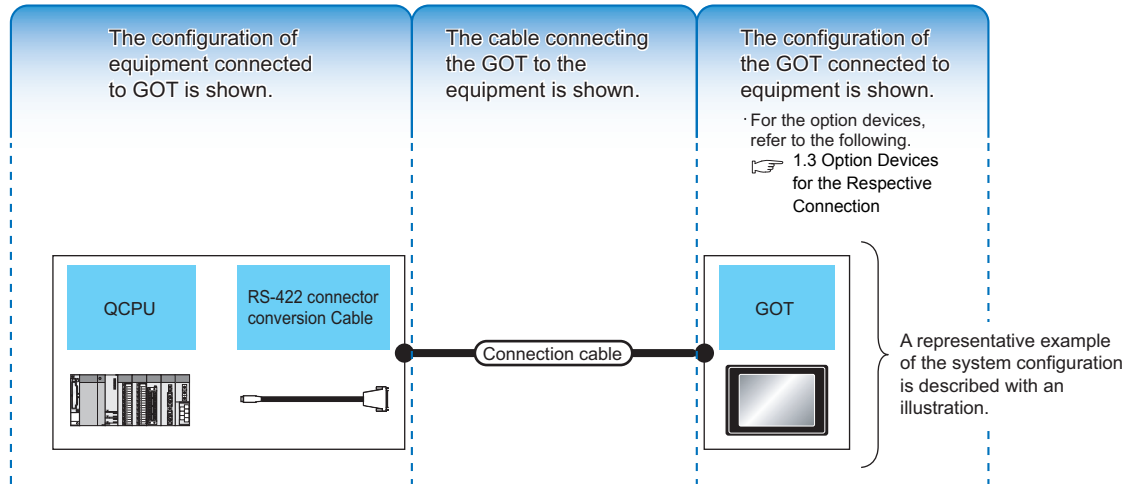 The configuration of
equipment connected
to GOT is shown.
The cable connecting
the GOT to the
equipment is shown.
The configuration of
the GOT connected to
equipment is shown.
· For the option devices,
refer to the following.
☞ 1.3 Option Devices
for the Respective
Connection
QCPU
RS-422 connector
conversion Cable
Connection cable
GOT
A representative example
of the system configuration
is described with an
illustration.